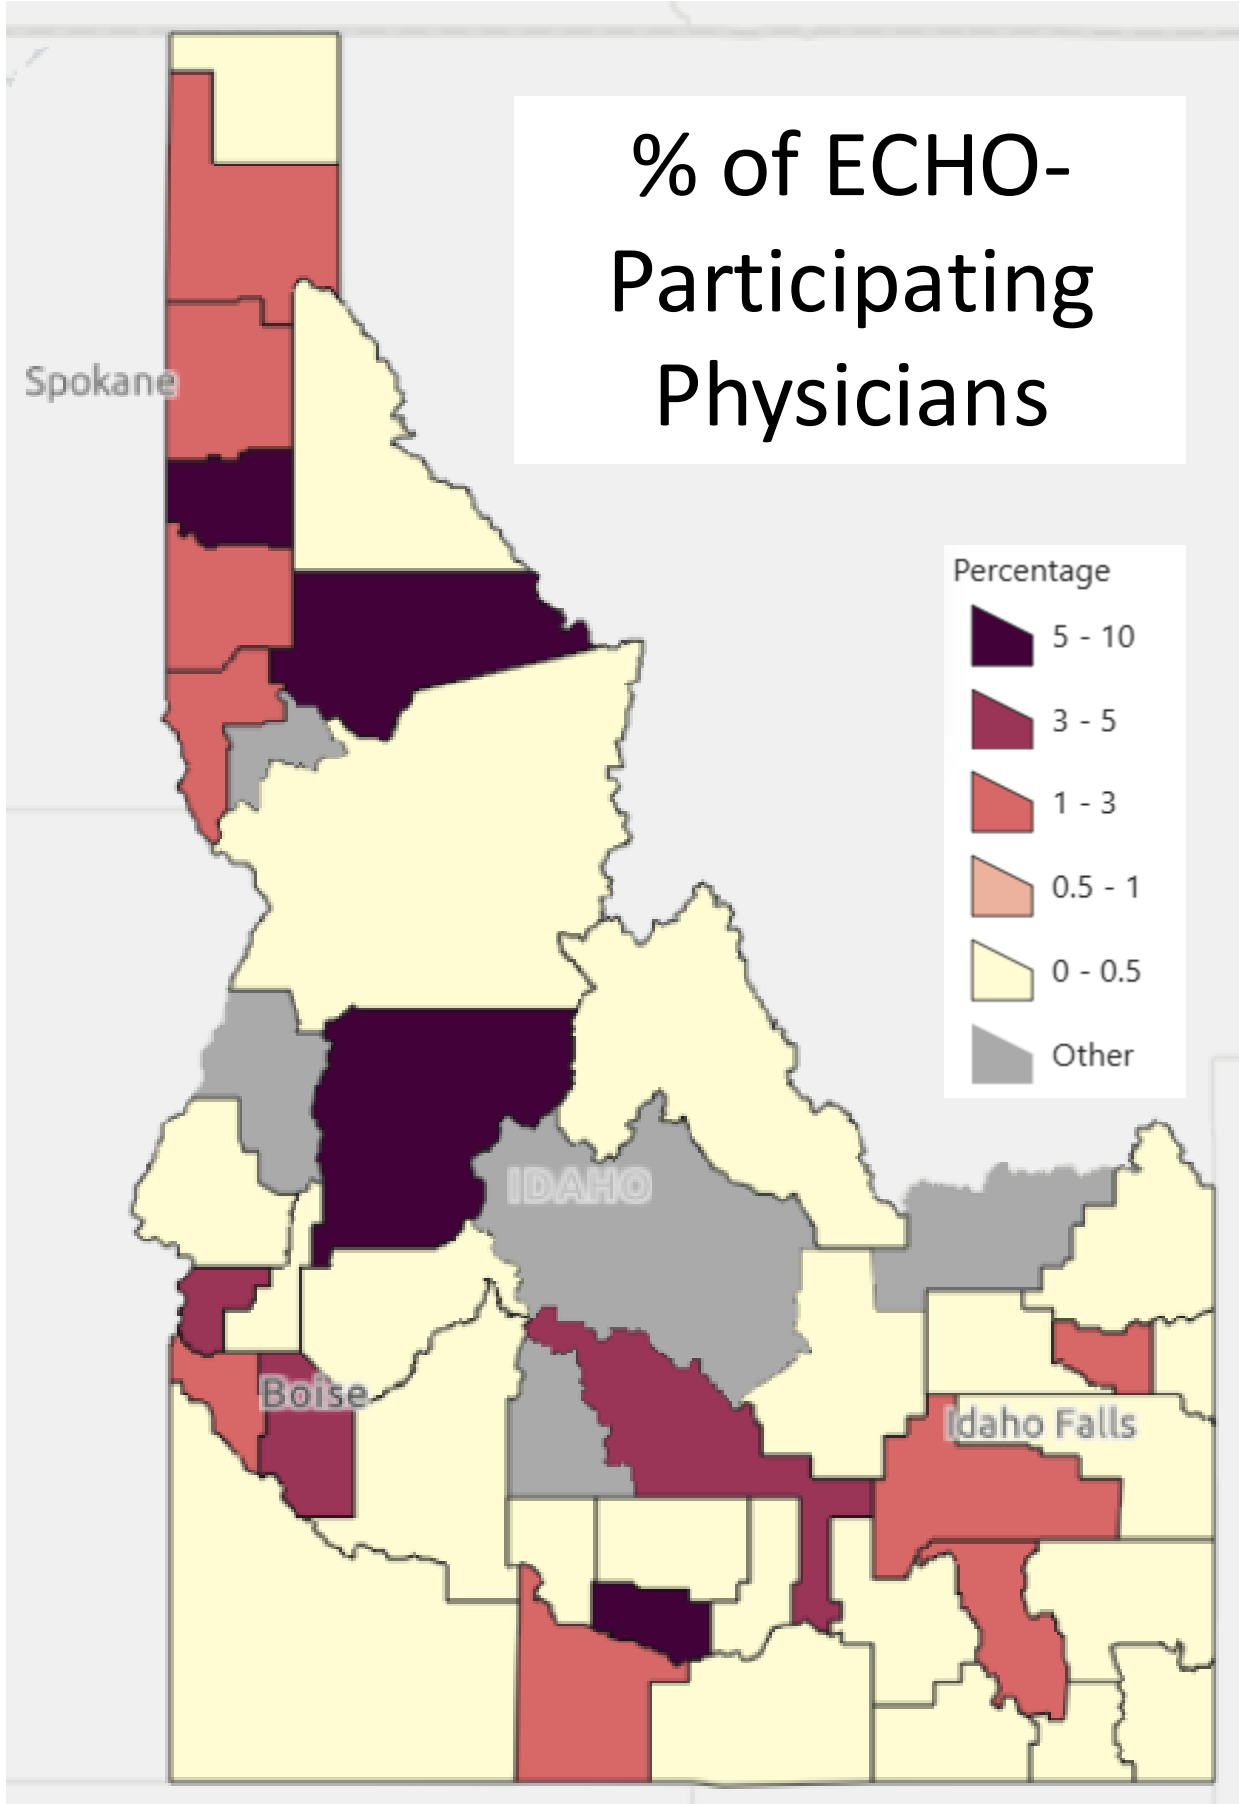 % of ECHO-
Participating
Physicians
Spokane
Percentage
5 - 10
3 - 5
1 - 3
0.5 - 1
0 - 0.5
Other
IDAHO
Boise
Idaho Falls